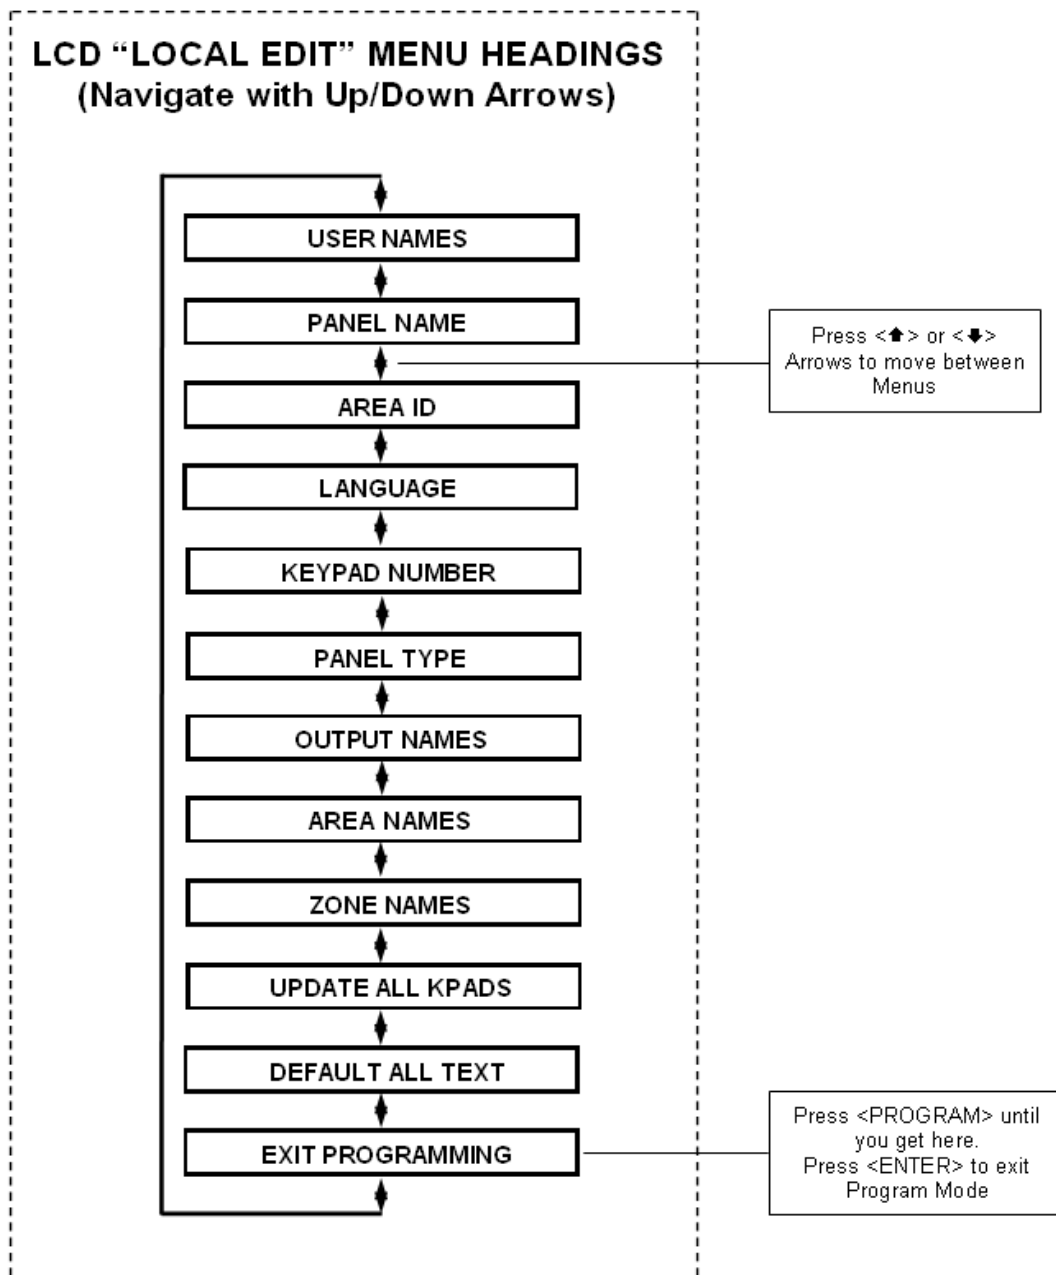 LCD “LOCAL EDIT” MENU HEADINGS
(Navigate with Up/Down Arrows)
USER NAMES
PANEL NAME
Press <🡅> or <🡇>
Arrows to move between
Menus
AREA ID
LANGUAGE
KEYPAD NUMBER
PANEL TYPE
OUTPUT NAMES
AREA NAMES
ZONE NAMES
UPDATE ALL KPADS
DEFAULT ALL TEXT
EXIT PROGRAMMING
Press <PROGRAM> until
you get here.
Press <ENTER> to exit
Program Mode